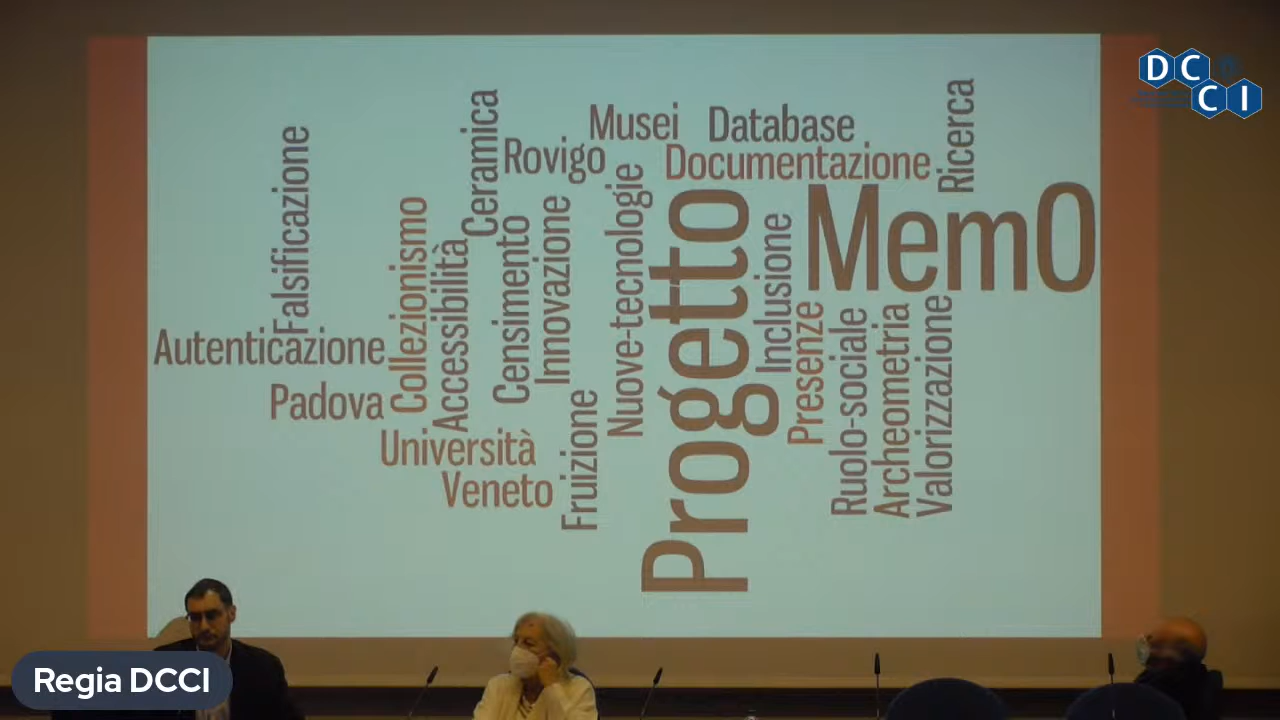 DC
CI
Musei
Database
Ceramica
Rovigo
Documentazione
Ricerca
Falsificazione
Collezionismo
Accessibilità
Censimento
Innovazione
Nuove-tecnologie
Progetto
Inclusione
MemO
Autenticazione
Padova
Presenze
Ruolo-sociale
Archeometria
Valorizzazione
Università
Veneto
Fruizione
Regia DCCI